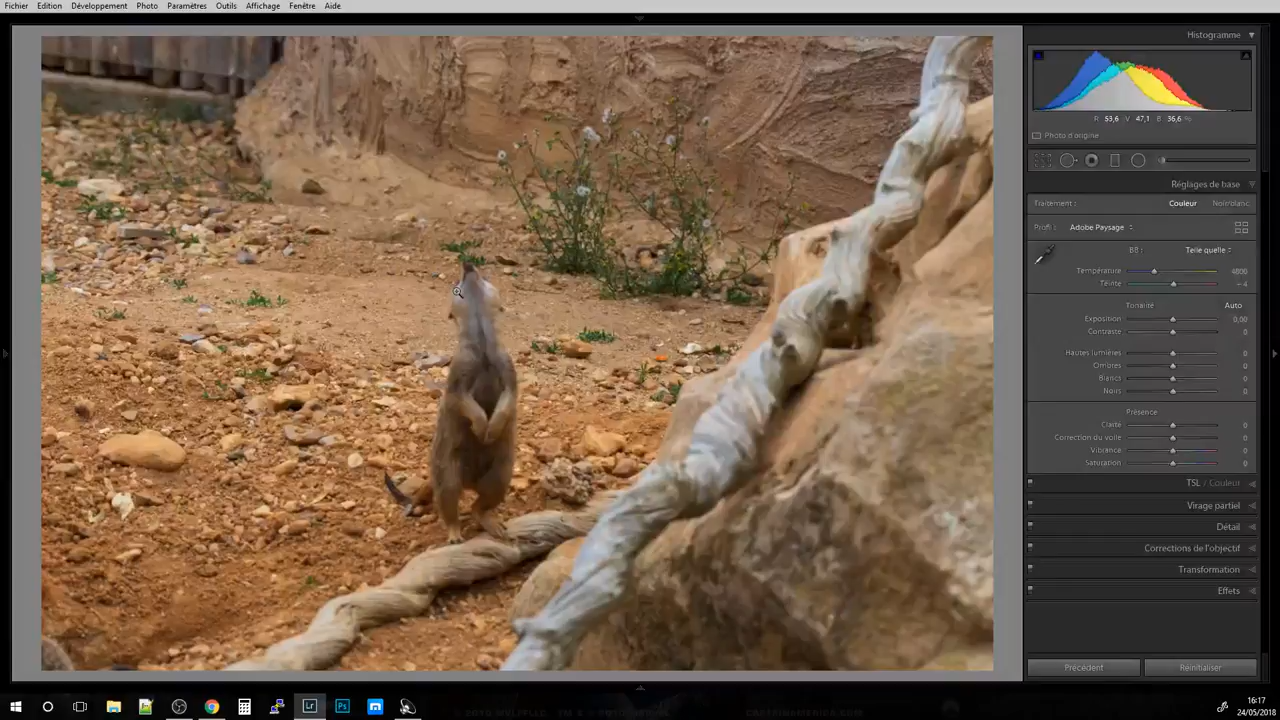 Fichier Edition Développement Photo Paramètres Outils Affichage Fenêtre Aide
Histogramme
R 53,6 V 47,1 B 36,6 %
Photo d'origine
Réglages de base
Traitement : Couleur Noir/blanc
Profil : Adobe Paysage
BB : Telle quelle
Température 4800
Teinte - 4
Tonalité Auto
Exposition 0,00
Contraste 0
Hautes lumières 0
Ombres 0
Blancs 0
Noirs 0
Présence
Clarté 0
Correction du voile 0
Vibrance 0
Saturation 0
TSL / Couleur
Virage partiel
Détail
Corrections de l'objectif
Transformation
Effets
Précédent Réinitialiser
Lr Ps
16:17
24/05/2018